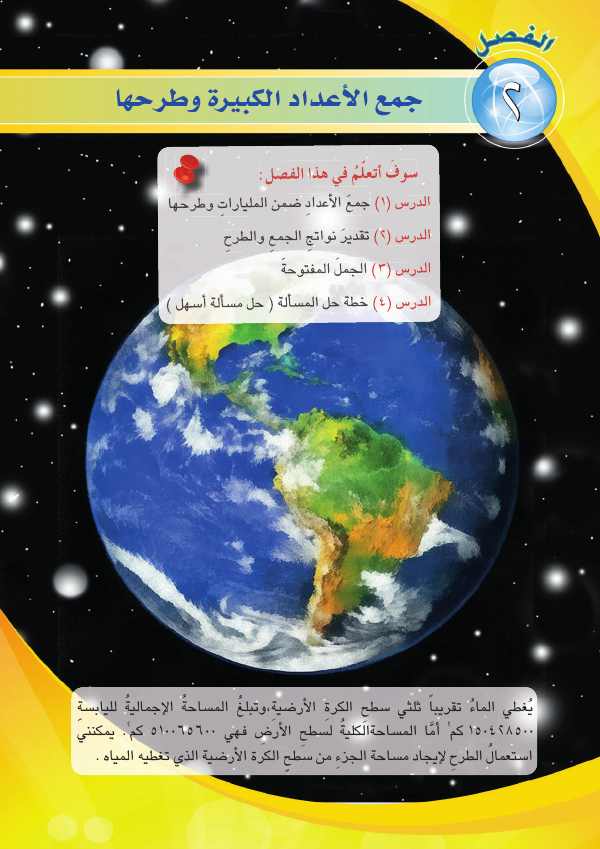 الفصل
٢
جمع الأعداد الكبيرة وطرحها
سوفَ أتعلّمُ في هذا الفصل:
الدرس (١) جمعَ الأعدادِ ضمن الملياراتِ وطرحها
الدرس (٢) تقديرَ نواتجِ الجمعِ والطرحِ
الدرس (٣) الجملَ المفتوحةَ
الدرس (٤) خطة حل المسألة ( حل مسألة أسهل )
يُغطي الماءُ تقريباً ثلثي سطحِ الكرةِ الأرضيةِ،وتبلغُ المساحةُ الإجماليةُ لليابسةِ
١٥٠٤٢٨٥٠٠ كم٢ أمَّا المساحةالكليةُ لسطحِ الأرضِ فهي ٥١٠٠٦٥٦٠٠ كم٢. يمكنني
استعمالُ الطرحِ لإيجاد مساحة الجزءِ من سطحِ الكرة الأرضية الذي تغطيه المياه .